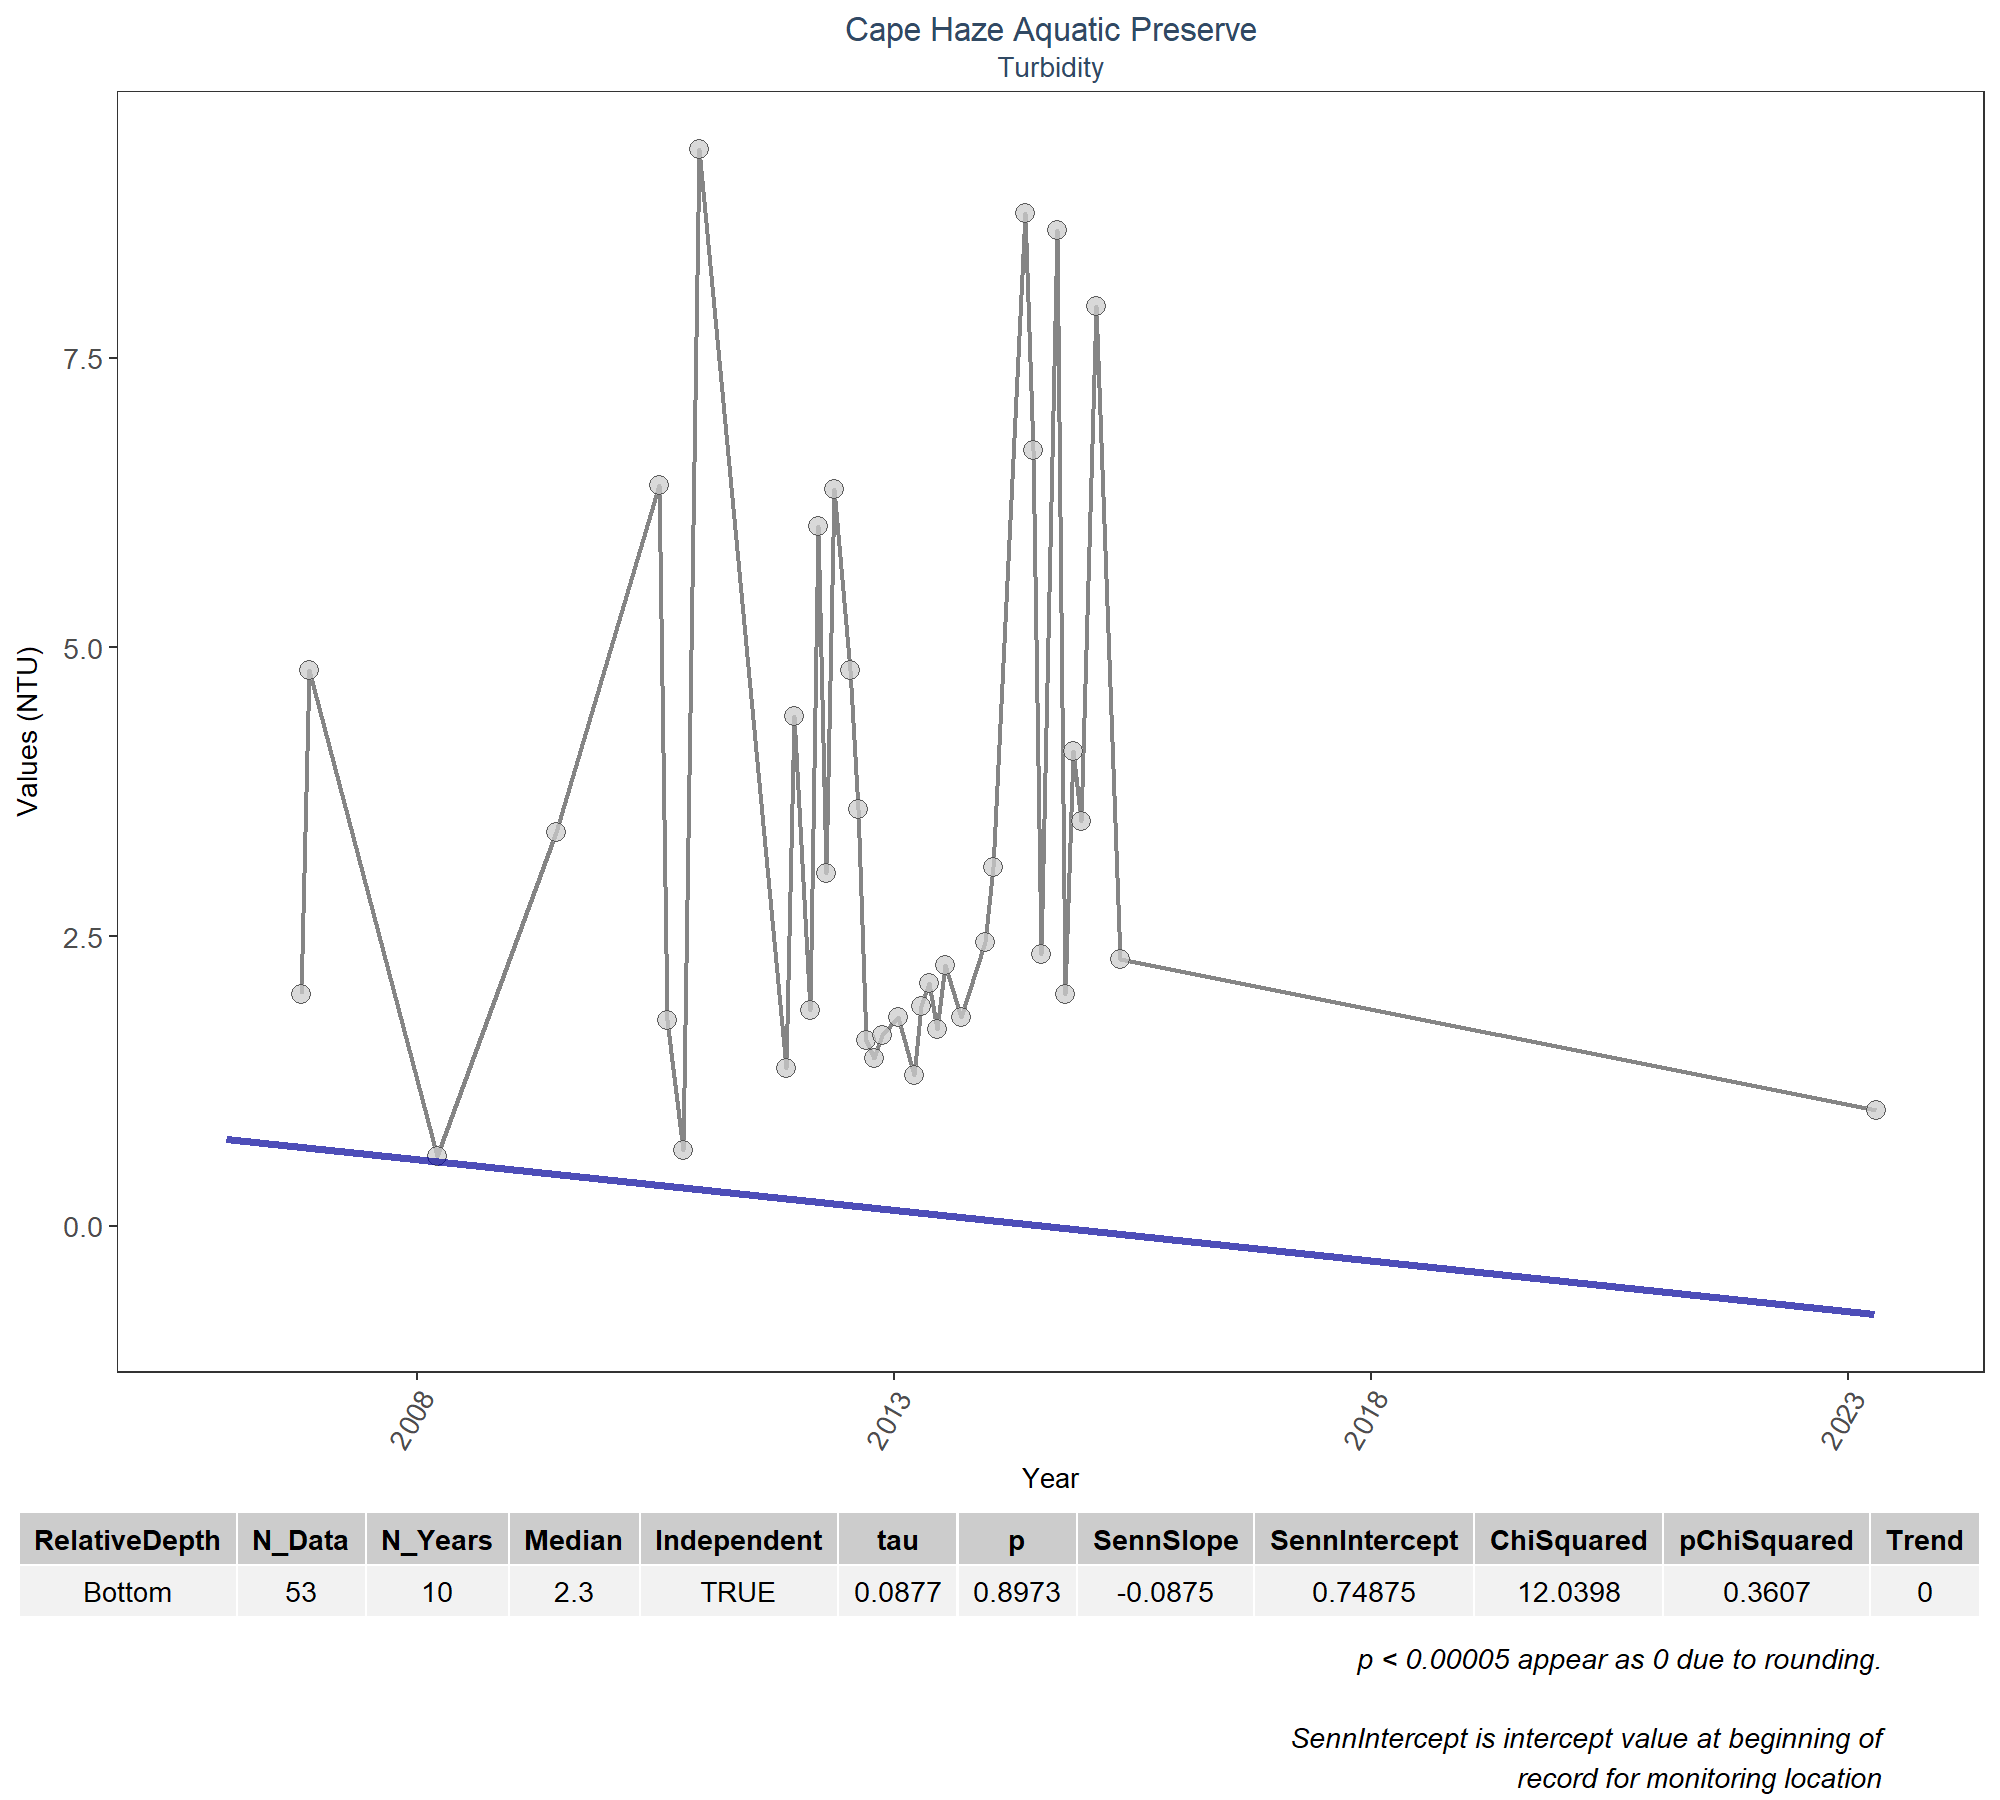 Cape Haze Aquatic Preserve
Turbidity
Values (NTU)
7.5
5.0
2.5
0.0
2008
2013
2018
2023
Year
RelativeDepth N_Data N_Years Median Independent tau p SennSlope SennIntercept ChiSquared pChiSquared Trend
Bottom 53 10 2.3 TRUE 0.0877 0.8973 -0.0875 0.74875 12.0398 0.3607 0
p < 0.00005 appear as 0 due to rounding.
SennIntercept is intercept value at beginning of
record for monitoring location